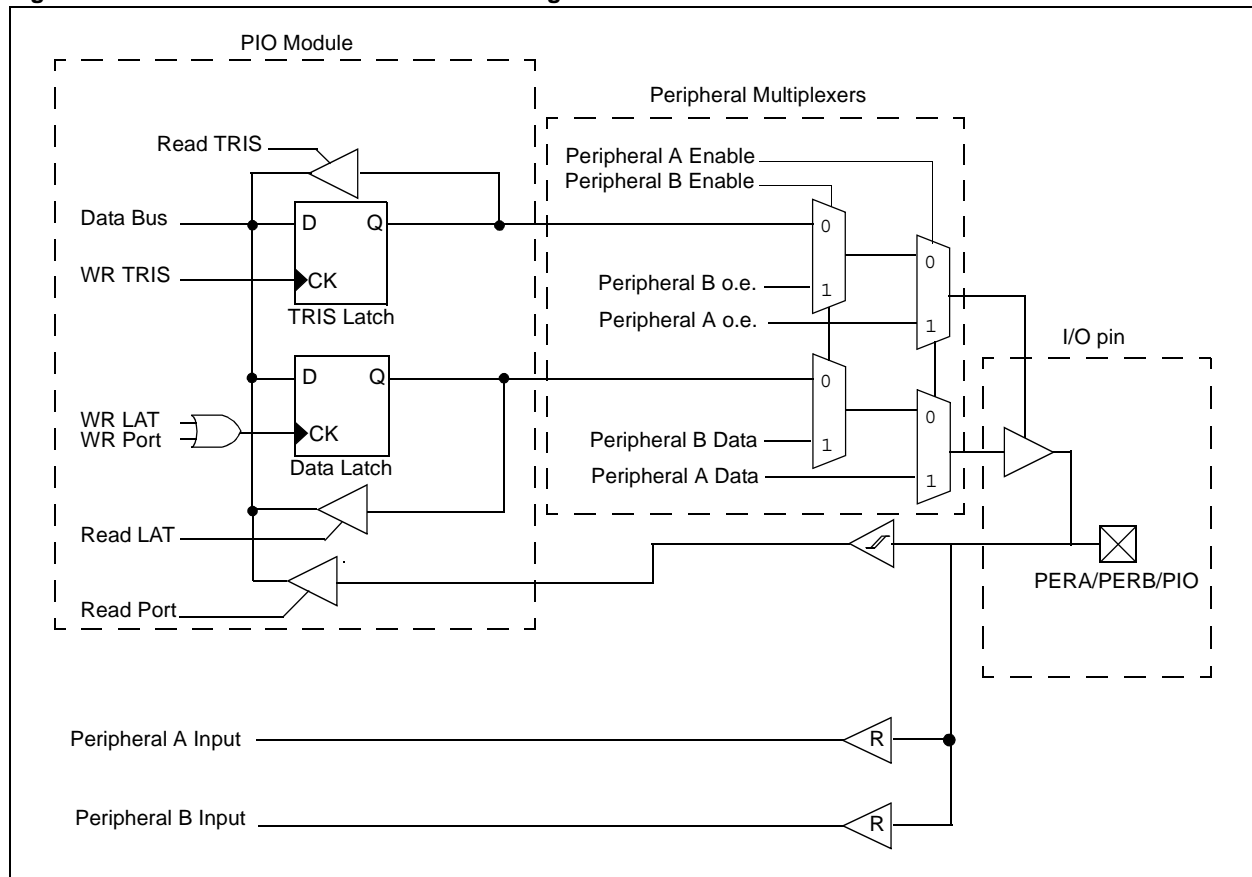 PIO Module
Peripheral Multiplexers
Read TRIS
Peripheral A Enable
Peripheral B Enable
Data Bus
D Q
0
WR TRIS
CK
TRIS Latch
0
Peripheral B o.e.
1
Peripheral A o.e.
1
I/O pin
D Q
0
WR LAT
WR Port
CK
Data Latch
0
Peripheral B Data
1
Peripheral A Data
1
Read LAT
PERA/PERB/PIO
Read Port
Peripheral A Input
R
Peripheral B Input
R